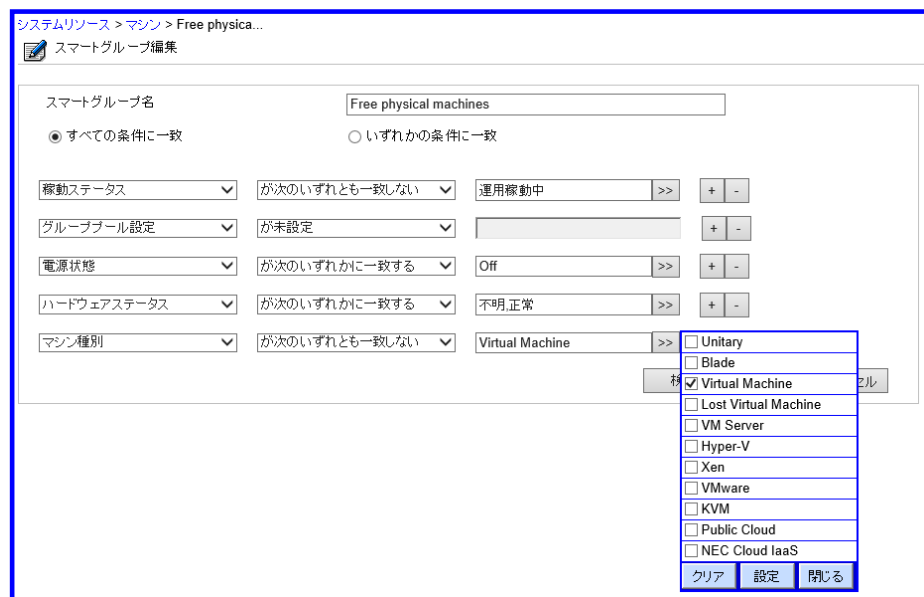 システムリソース > マシン > Free physica...
スマートグループ編集
スマートグループ名 Free physical machines
すべての条件に一致 いずれかの条件に一致
稼動ステータス が次のいずれとも一致しない 運用稼動中 >> + -
グループプール設定 が未設定 + -
電源状態 が次のいずれかに一致する Off >> + -
ハードウェアステータス が次のいずれかに一致する 不明,正常 >> + -
マシン種別 が次のいずれとも一致しない Virtual Machine >>
Unitary
Blade
Virtual Machine
Lost Virtual Machine
VM Server
Hyper-V
Xen
VMware
KVM
Public Cloud
NEC Cloud IaaS
クリア 設定 閉じる